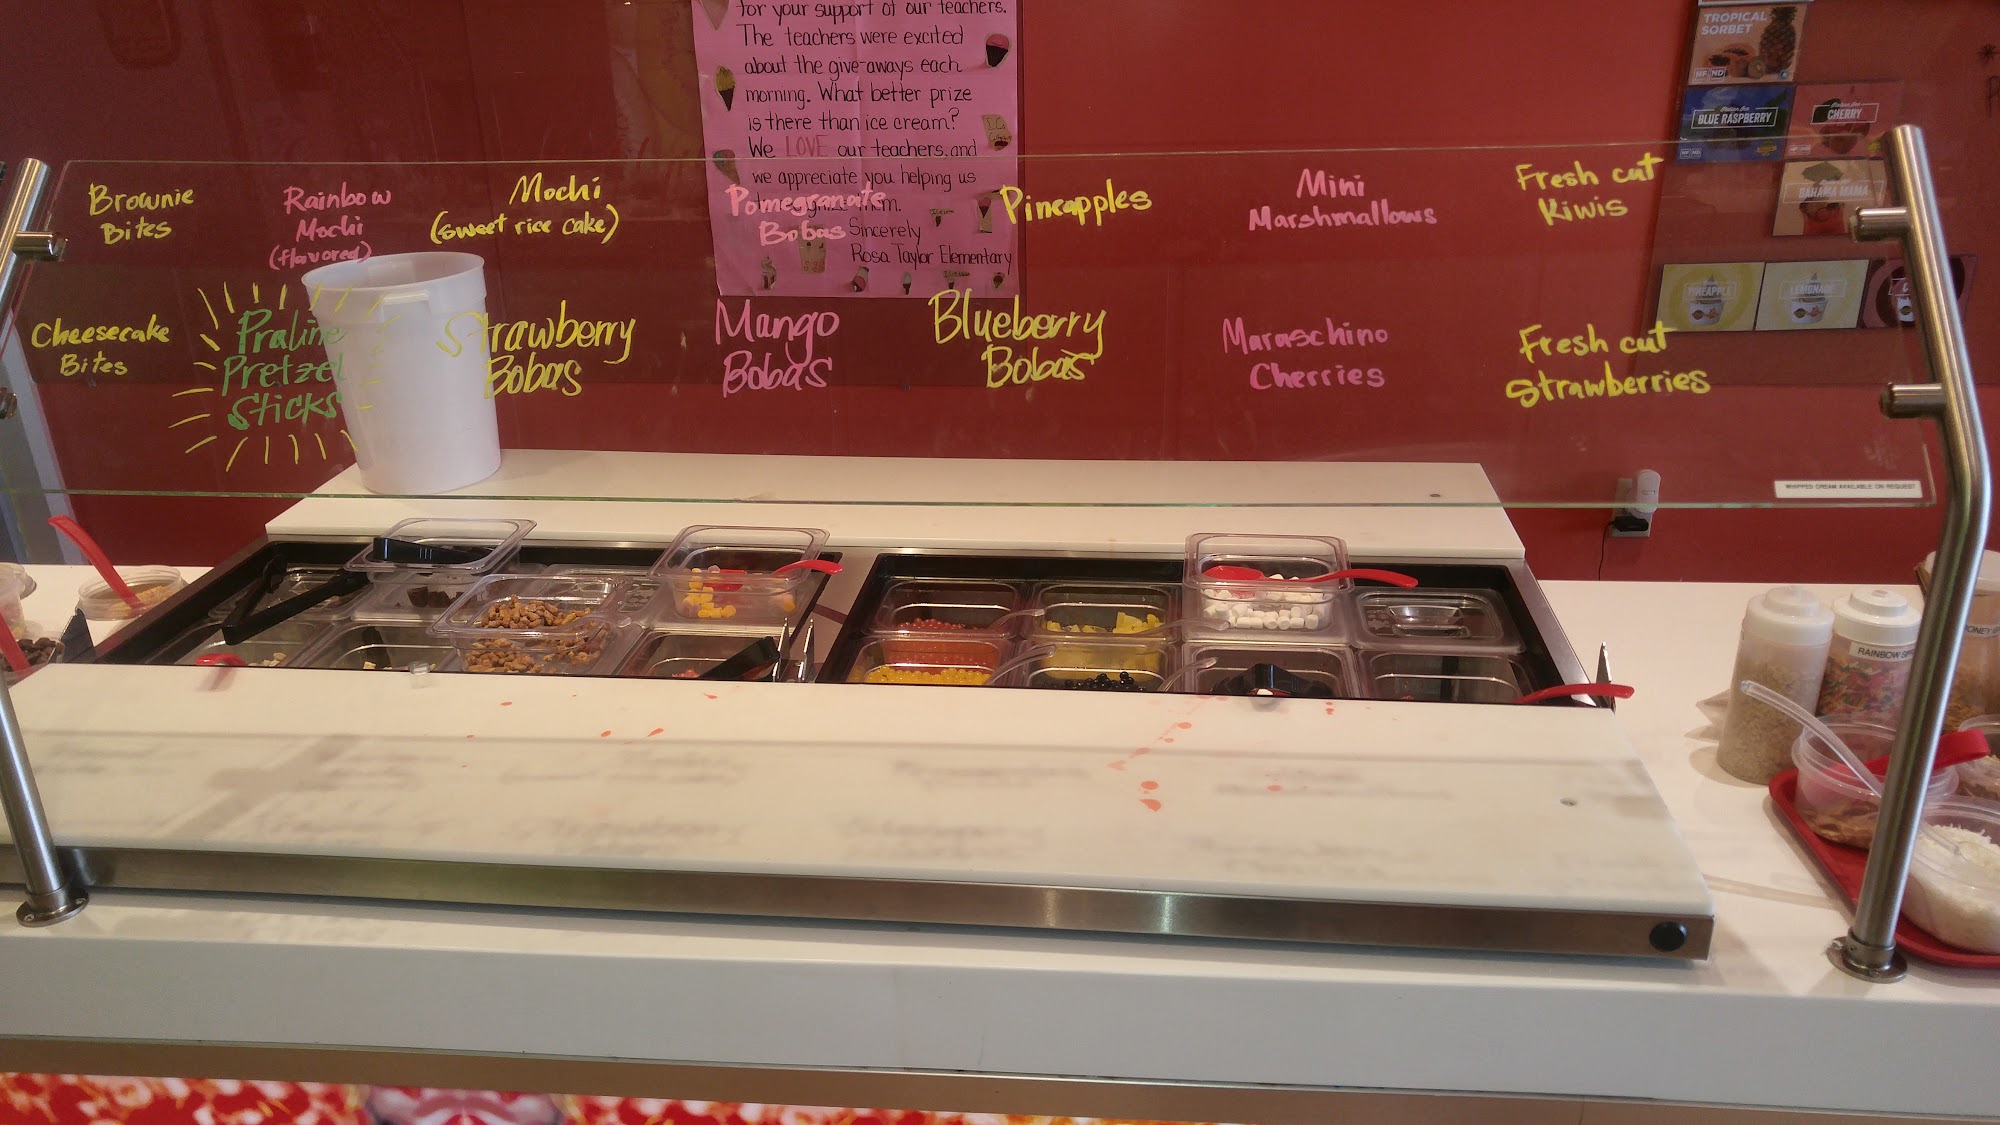 for your support of our teachers.
The teachers were excited
about the give-aways each
morning. What better prize
is there than ice cream?
We LOVE our teachers, and
we appreciate you helping us
them.
Sincerely
Rosa Taylor Elementary
TROPICAL
SORBET
NF ND
BLUE RASPBERRY
CHERRY
BAHAMA MAMA
PINEAPPLE
LEMONADE
Brownie
Bites
Rainbow
Mochi
(flavored)
Mochi
(sweet rice cake)
Pomegranate
Bobas
Pineapples
Mini
Marshmallows
Fresh cut
Kiwis
Cheesecake
Bites
Praline
Pretzel
Sticks
Strawberry
Bobas
Mango
Bobas
Blueberry
Bobas
Maraschino
Cherries
Fresh cut
Strawberries
WHIPPED CREAM AVAILABLE ON REQUEST
RAINBOW